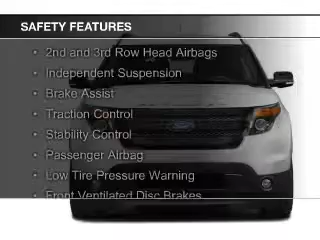 SAFETY FEATURES
• 2nd and 3rd Row Head Airbags
• Independent Suspension
• Brake Assist
• Traction Control
• Stability Control
• Passenger Airbag
• Low Tire Pressure Warning
• Front Ventilated Disc Brakes
Ford